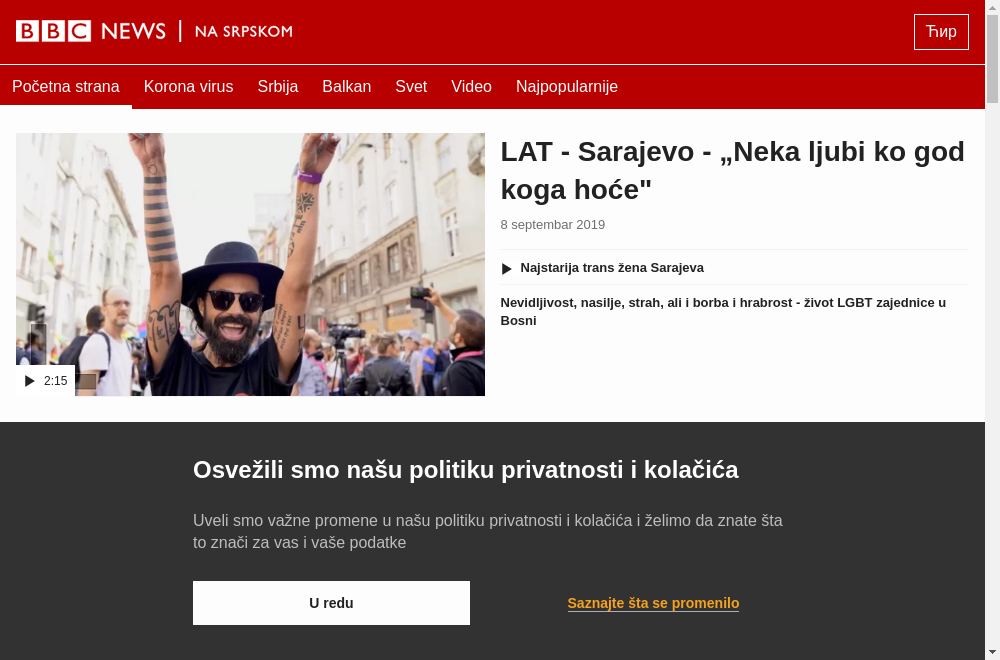 BBC NEWS | NA SRPSKOM
Ћир
Početna strana Korona virus Srbija Balkan Svet Video Najpopularnije
LAT - Sarajevo - „Neka ljubi ko god
koga hoće"
8 septembar 2019
Najstarija trans žena Sarajeva
Nevidljivost, nasilje, strah, ali i borba i hrabrost - život LGBT zajednice u
Bosni
2:15
Osvežili smo našu politiku privatnosti i kolačića
Uveli smo važne promene u našu politiku privatnosti i kolačića i želimo da znate šta
to znači za vas i vaše podatke
U redu
Saznajte šta se promenilo